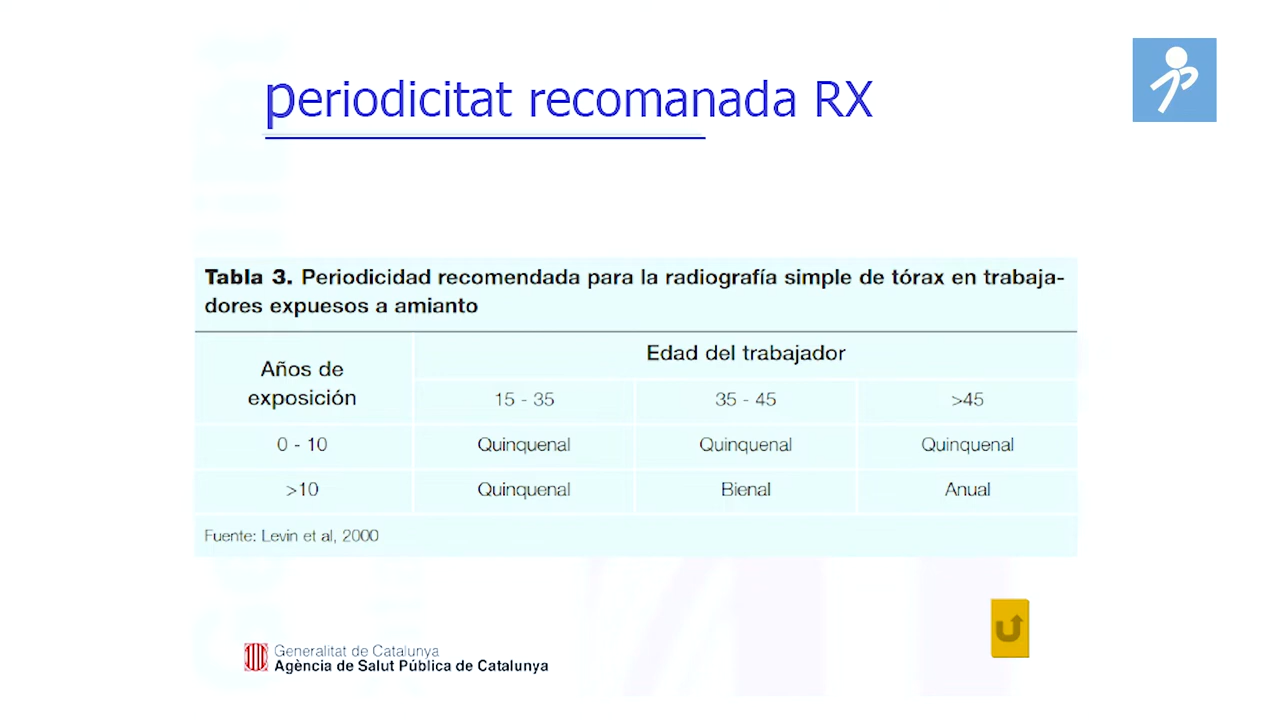 periodicitat recomanada RX
Tabla 3. Periodicidad recomendada para la radiografía simple de tórax en trabaja-
dores expuesos a amianto
Años de
exposición
Edad del trabajador
15 - 35
35 - 45
>45
0 - 10
Quinquenal
Quinquenal
Quinquenal
>10
Quinquenal
Bienal
Anual
Fuente: Levin et al, 2000
Generalitat de Catalunya
Agència de Salut Pública de Catalunya